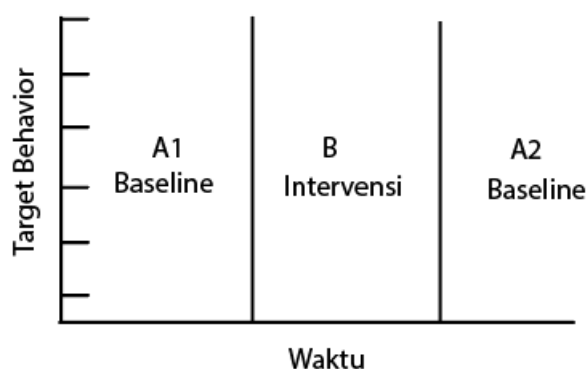 Target Behavior
A1
Baseline
B
Intervensi
A2
Baseline
Waktu